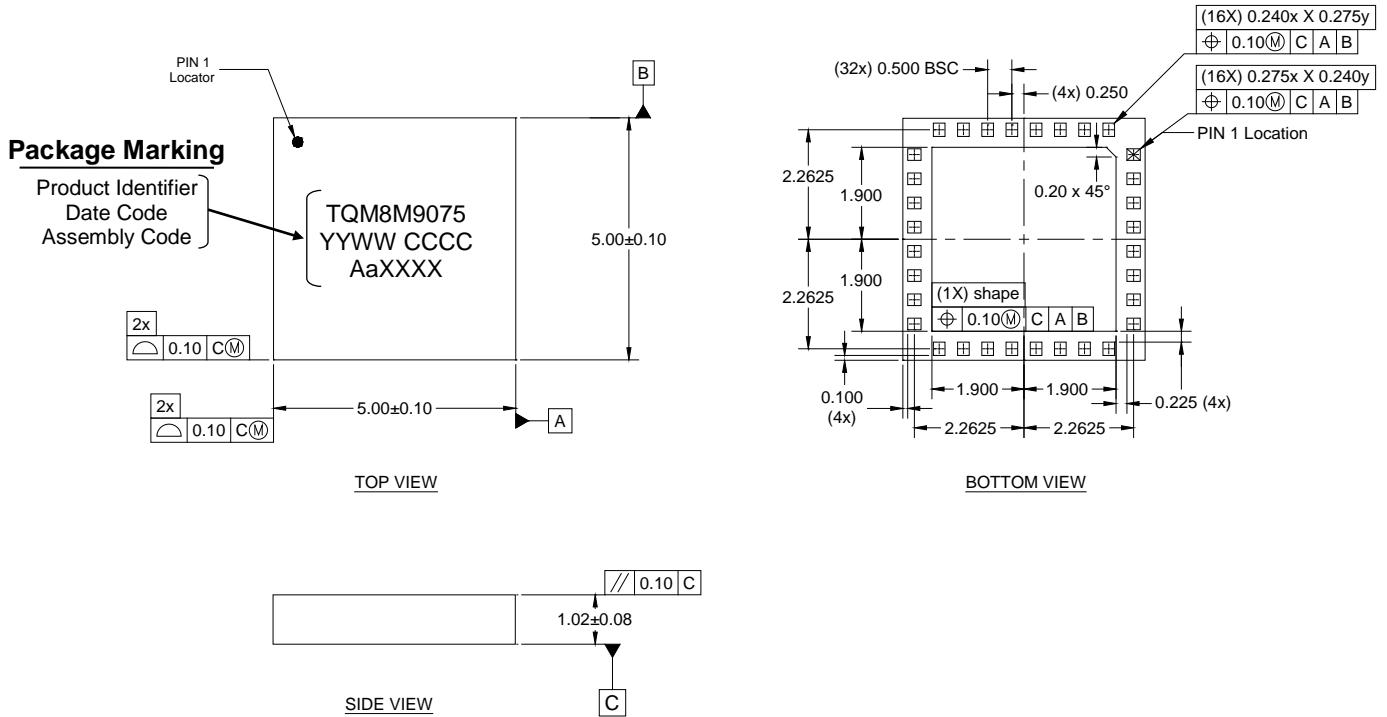 PIN 1
Locator
Package Marking
Product Identifier
Date Code
Assembly Code
TQM8M9075
YYWW CCCC
AaXXXX
B
5.00±0.10
2x
0.10 CⓂ
2x
0.10 CⓂ
5.00±0.10
A
TOP VIEW
(16X) 0.240x X 0.275y
⌖ 0.10Ⓜ C A B
(32x) 0.500 BSC
(4x) 0.250
(16X) 0.275x X 0.240y
⌖ 0.10Ⓜ C A B
PIN 1 Location
2.2625
1.900
0.20 x 45°
2.2625
1.900
(1X) shape
⌖ 0.10Ⓜ C A B
0.100
(4x)
1.900
1.900
0.225 (4x)
2.2625
2.2625
BOTTOM VIEW
// 0.10 C
1.02±0.08
C
SIDE VIEW